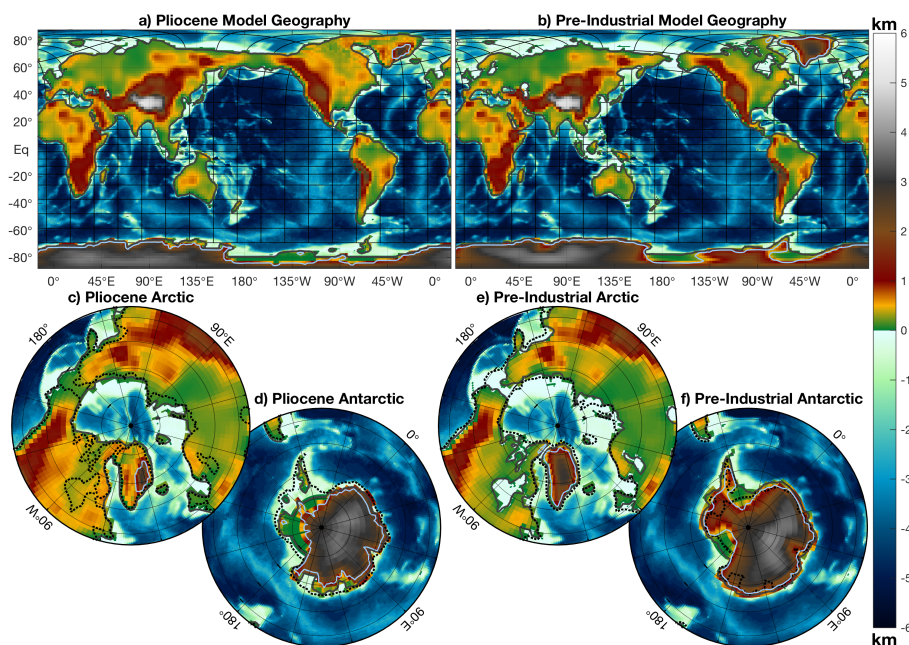 a) Pliocene Model Geography
b) Pre-Industrial Model Geography
km
80°
60°
40°
20°
Eq
-20°
-40°
-60°
-80°
0° 45°E 90°E 135°E 180° 135°W 90°W 45°W 0°
0° 45°E 90°E 135°E 180° 135°W 90°W 45°W 0°
6
5
4
3
2
1
0
-1
-2
-3
-4
-5
-6
km
c) Pliocene Arctic
180°
90°E
90°W
d) Pliocene Antarctic
0°
90°E
180°
e) Pre-Industrial Arctic
180°
90°E
90°W
f) Pre-Industrial Antarctic
0°
90°E
180°